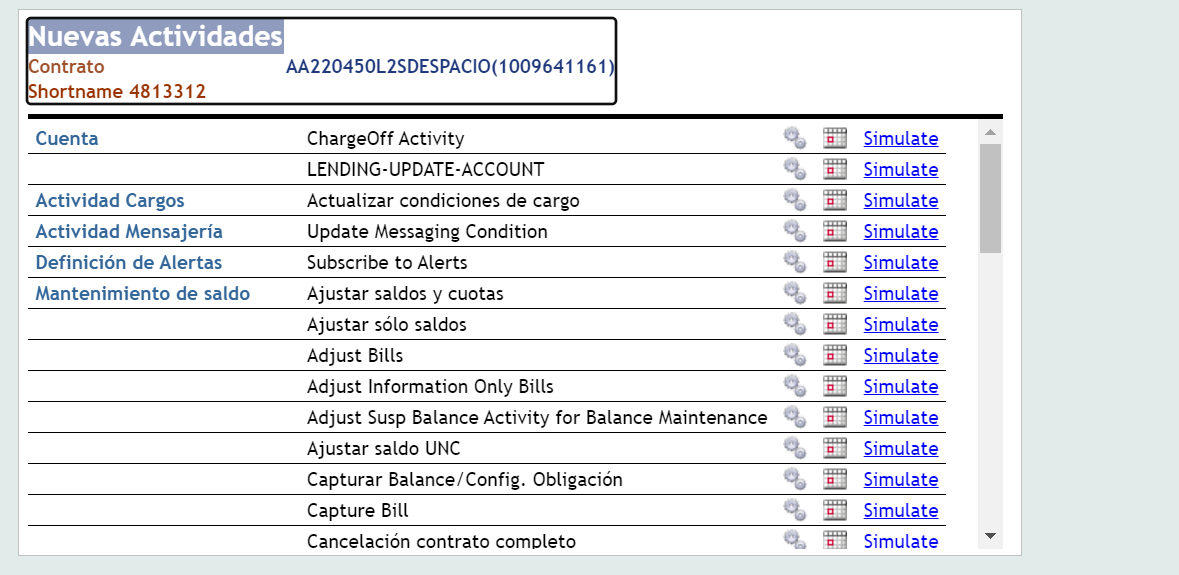 Nuevas Actividades
Contrato AA220450L2SDESPACIO(1009641161)
Shortname 4813312
Cuenta ChargeOff Activity Simulate
LENDING-UPDATE-ACCOUNT Simulate
Actividad Cargos Actualizar condiciones de cargo Simulate
Actividad Mensajería Update Messaging Condition Simulate
Definición de Alertas Subscribe to Alerts Simulate
Mantenimiento de saldo Ajustar saldos y cuotas Simulate
Ajustar sólo saldos Simulate
Adjust Bills Simulate
Adjust Information Only Bills Simulate
Adjust Susp Balance Activity for Balance Maintenance Simulate
Ajustar saldo UNC Simulate
Capturar Balance/Config. Obligación Simulate
Capture Bill Simulate
Cancelación contrato completo Simulate